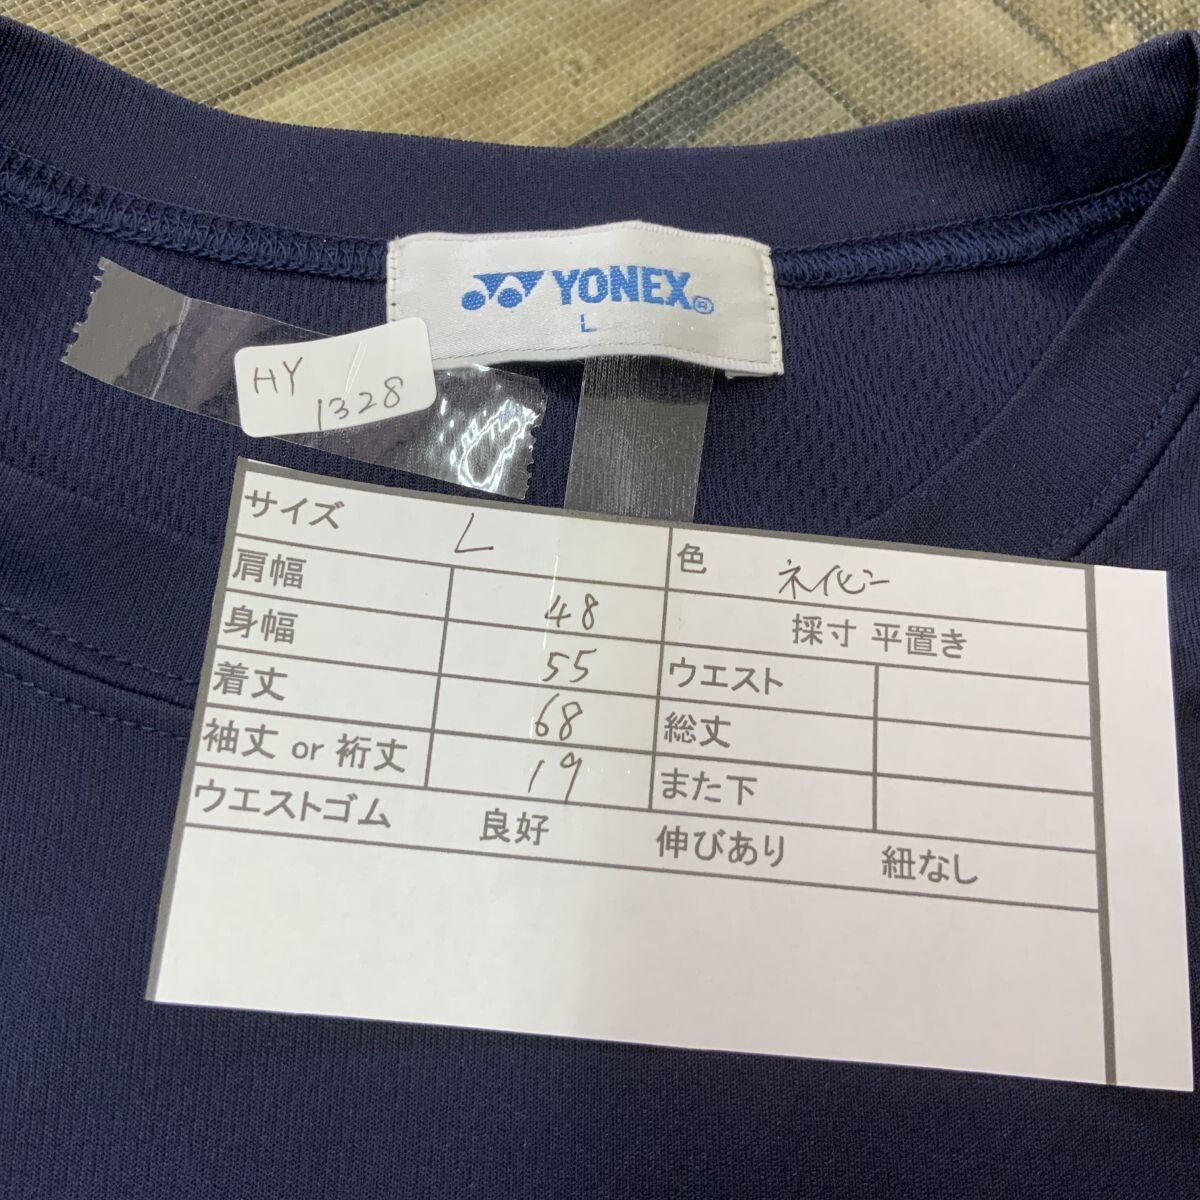 YONEX®
L
HY
1328
サイズ L 色 ネイビー
肩幅 48 採寸 平置き
身幅 55 ウエスト
着丈 68 総丈
袖丈 or 裄丈 19 また下
ウエストゴム 良好 伸びあり 紐なし